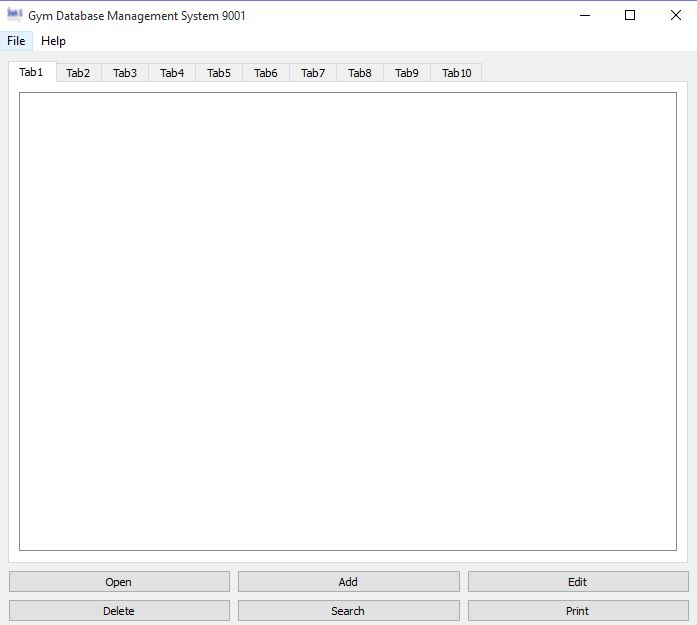 Gym Database Management System 9001
File Help
Tab1 Tab2 Tab3 Tab4 Tab5 Tab6 Tab7 Tab8 Tab9 Tab10
Open Add Edit
Delete Search Print